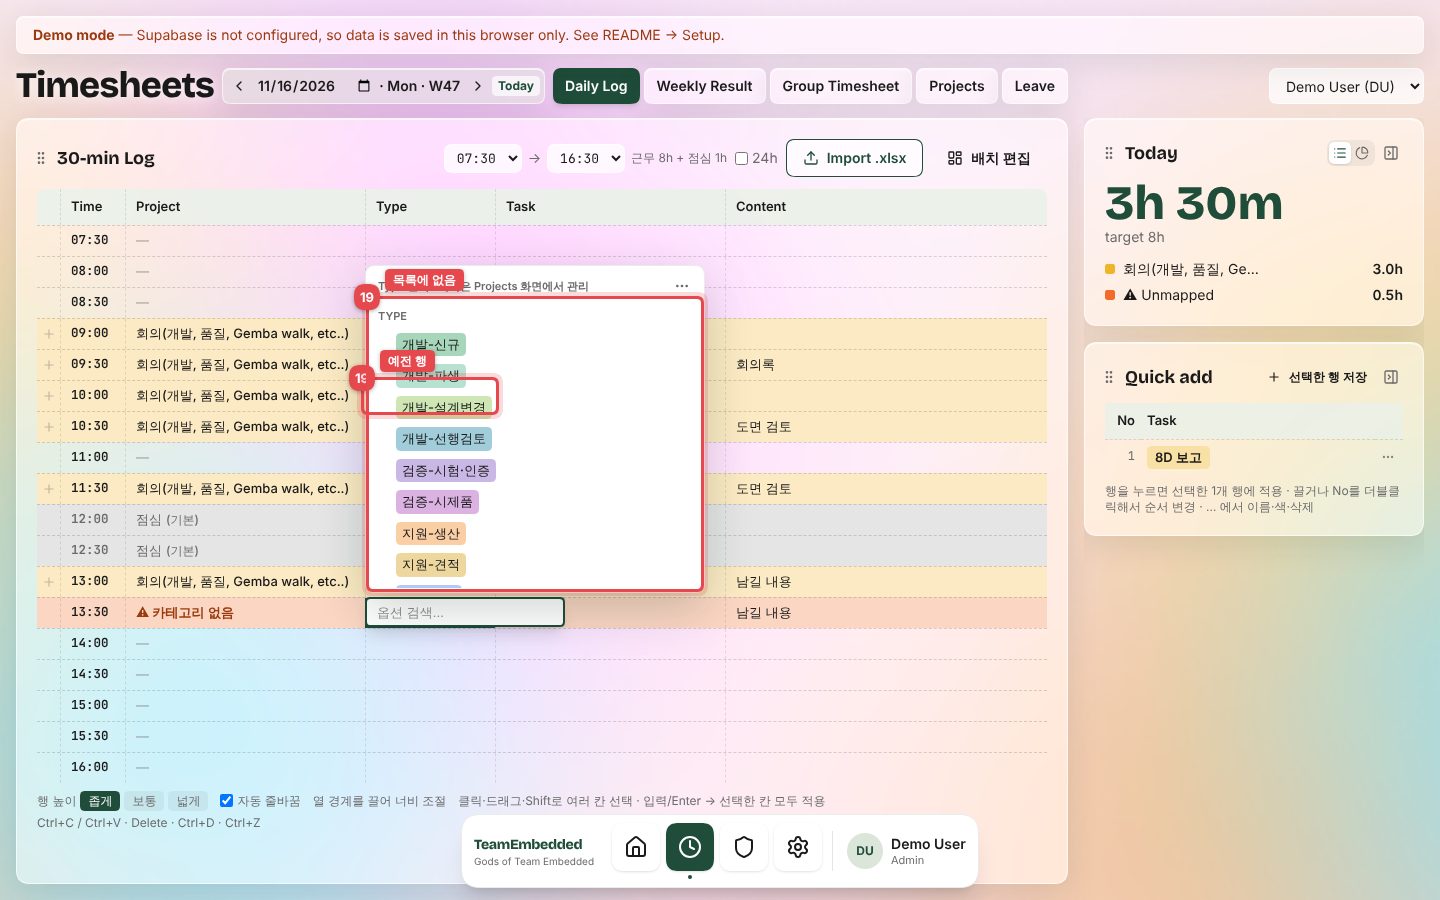 Demo mode — Supabase is not configured, so data is saved in this browser only. See README → Setup.
Timesheets
11/16/2026 · Mon · W47 Today
Daily Log Weekly Result Group Timesheet Projects Leave
Demo User (DU)
30-min Log
07:30 → 16:30 근무 8h + 점심 1h 24h Import .xlsx 배치 편집
Time Project Type Task Content
07:30 —
08:00 —
08:30 —
09:00 회의(개발, 품질, Gemba walk, etc..)
09:30 회의(개발, 품질, Gemba walk, etc..) 회의록
10:00 회의(개발, 품질, Gemba walk, etc..)
10:30 회의(개발, 품질, Gemba walk, etc..) 도면 검토
11:00 —
11:30 회의(개발, 품질, Gemba walk, etc..) 도면 검토
12:00 점심 (기본)
12:30 점심 (기본)
13:00 회의(개발, 품질, Gemba walk, etc..) 남길 내용
13:30 ⚠ 카테고리 없음 옵션 검색... 남길 내용
14:00 —
14:30 —
15:00 —
15:30 —
16:00 —
목록에 없음
Projects 화면에서 관리 ...
19
TYPE
개발-신규
예전 행
개발-파생
19
개발-설계변경
개발-선행검토
검증-시험·인증
검증-시제품
지원-생산
지원-견적
행 높이 좁게 보통 넓게 자동 줄바꿈 열 경계를 끌어 너비 조절 클릭·드래그·Shift로 여러 칸 선택 · 입력/Enter → 선택한 칸 모두 적용
Ctrl+C / Ctrl+V · Delete · Ctrl+D · Ctrl+Z
Today
3h 30m
target 8h
회의(개발, 품질, Ge... 3.0h
⚠ Unmapped 0.5h
Quick add + 선택한 행 저장
No Task
1 8D 보고 ...
행을 누르면 선택한 1개 행에 적용 · 끌거나 No를 더블클
릭해서 순서 변경 · ... 에서 이름·색·삭제
TeamEmbedded
Gods of Team Embedded
DU
Demo User
Admin